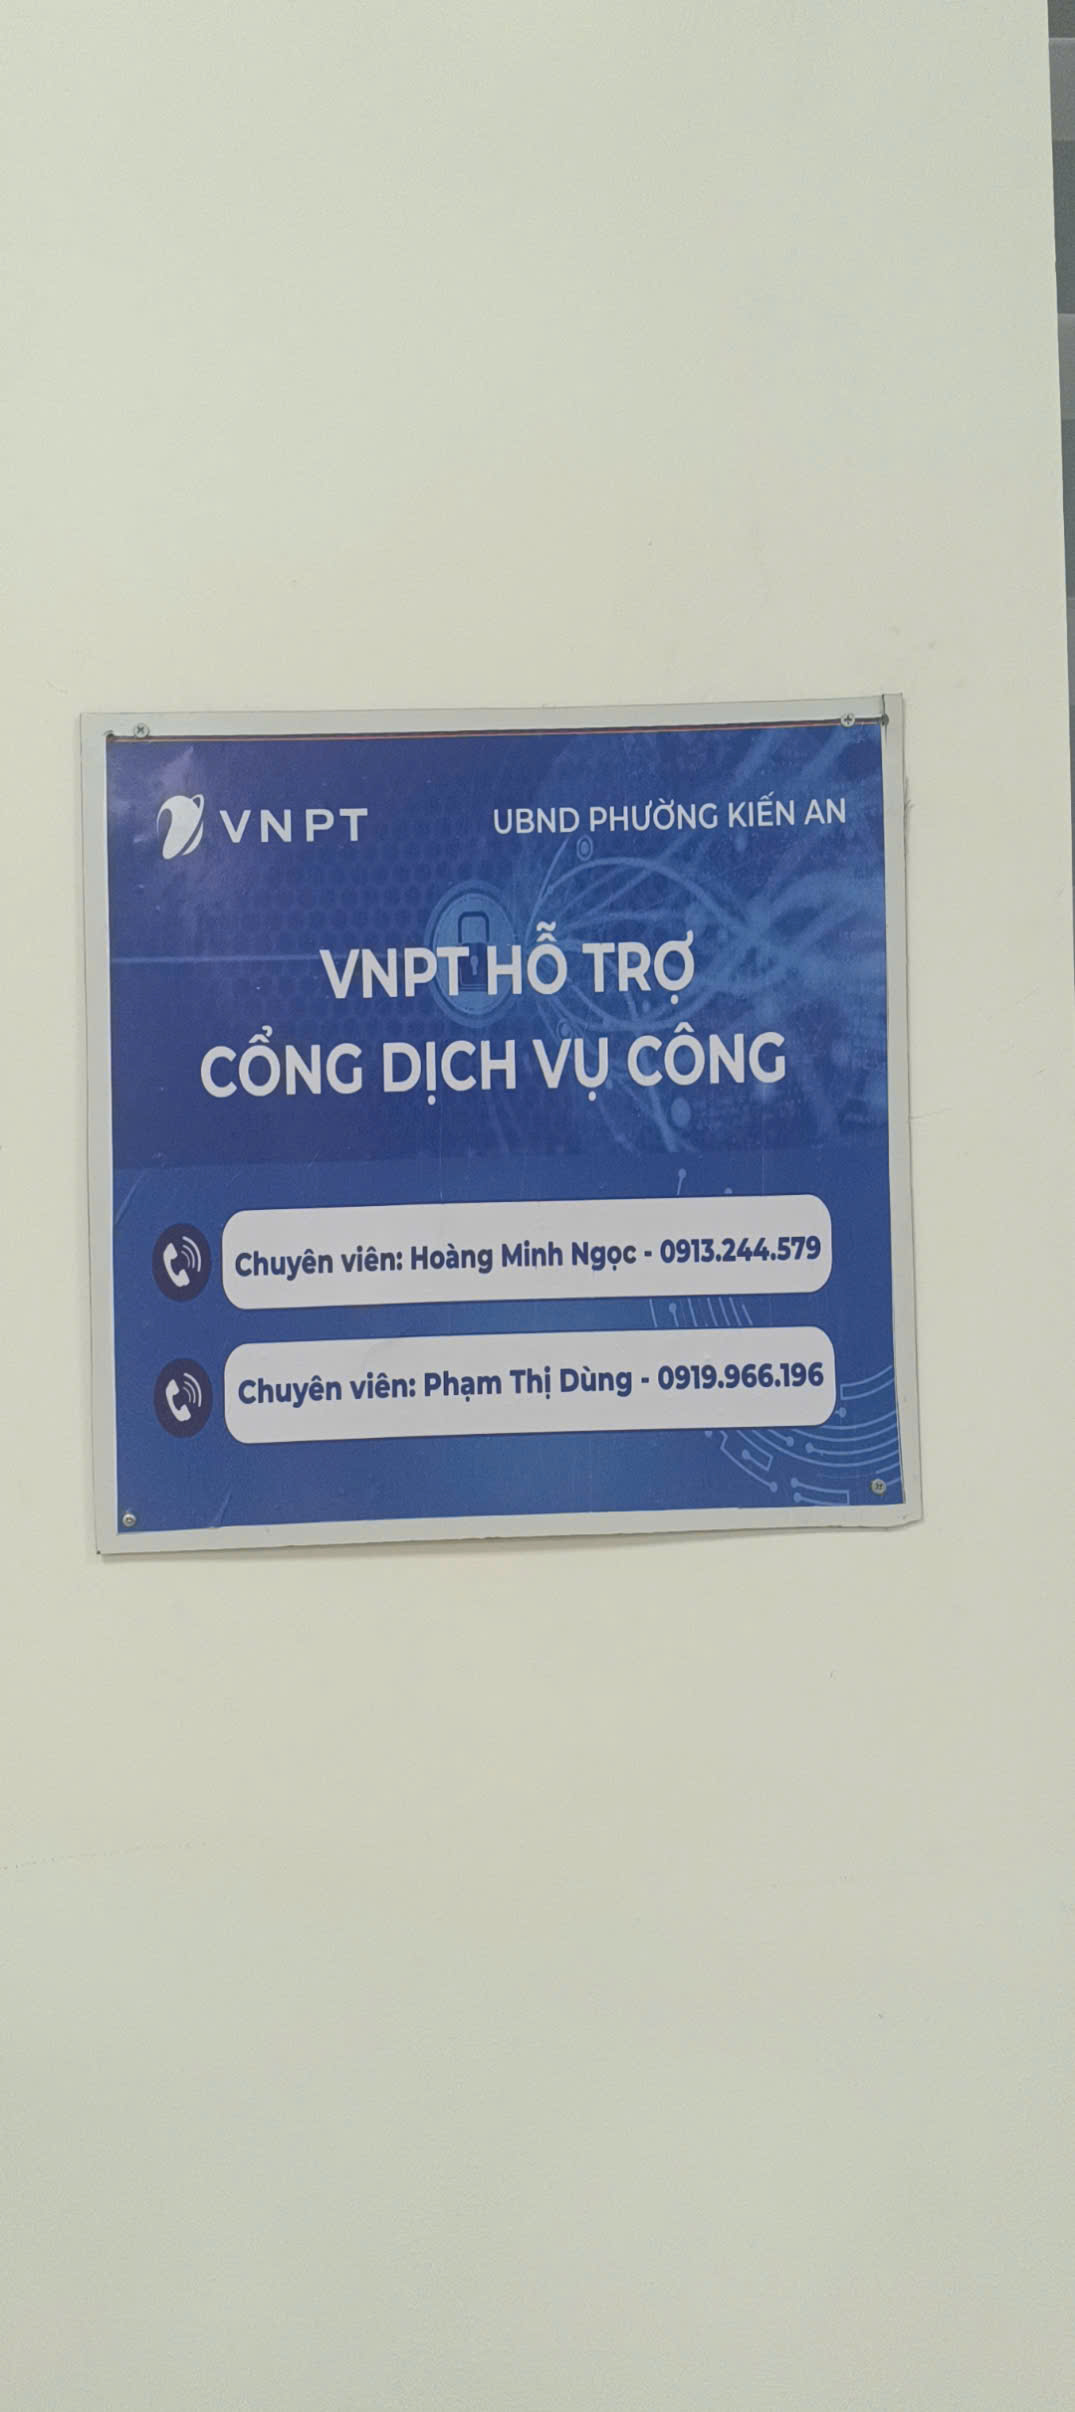 VNPT
UBND PHƯỜNG KIẾN AN
VNPT HỖ TRỢ
CỔNG DỊCH VỤ CÔNG
Chuyên viên: Hoàng Minh Ngọc - 0913.244.579
Chuyên viên: Phạm Thị Dùng - 0919.966.196